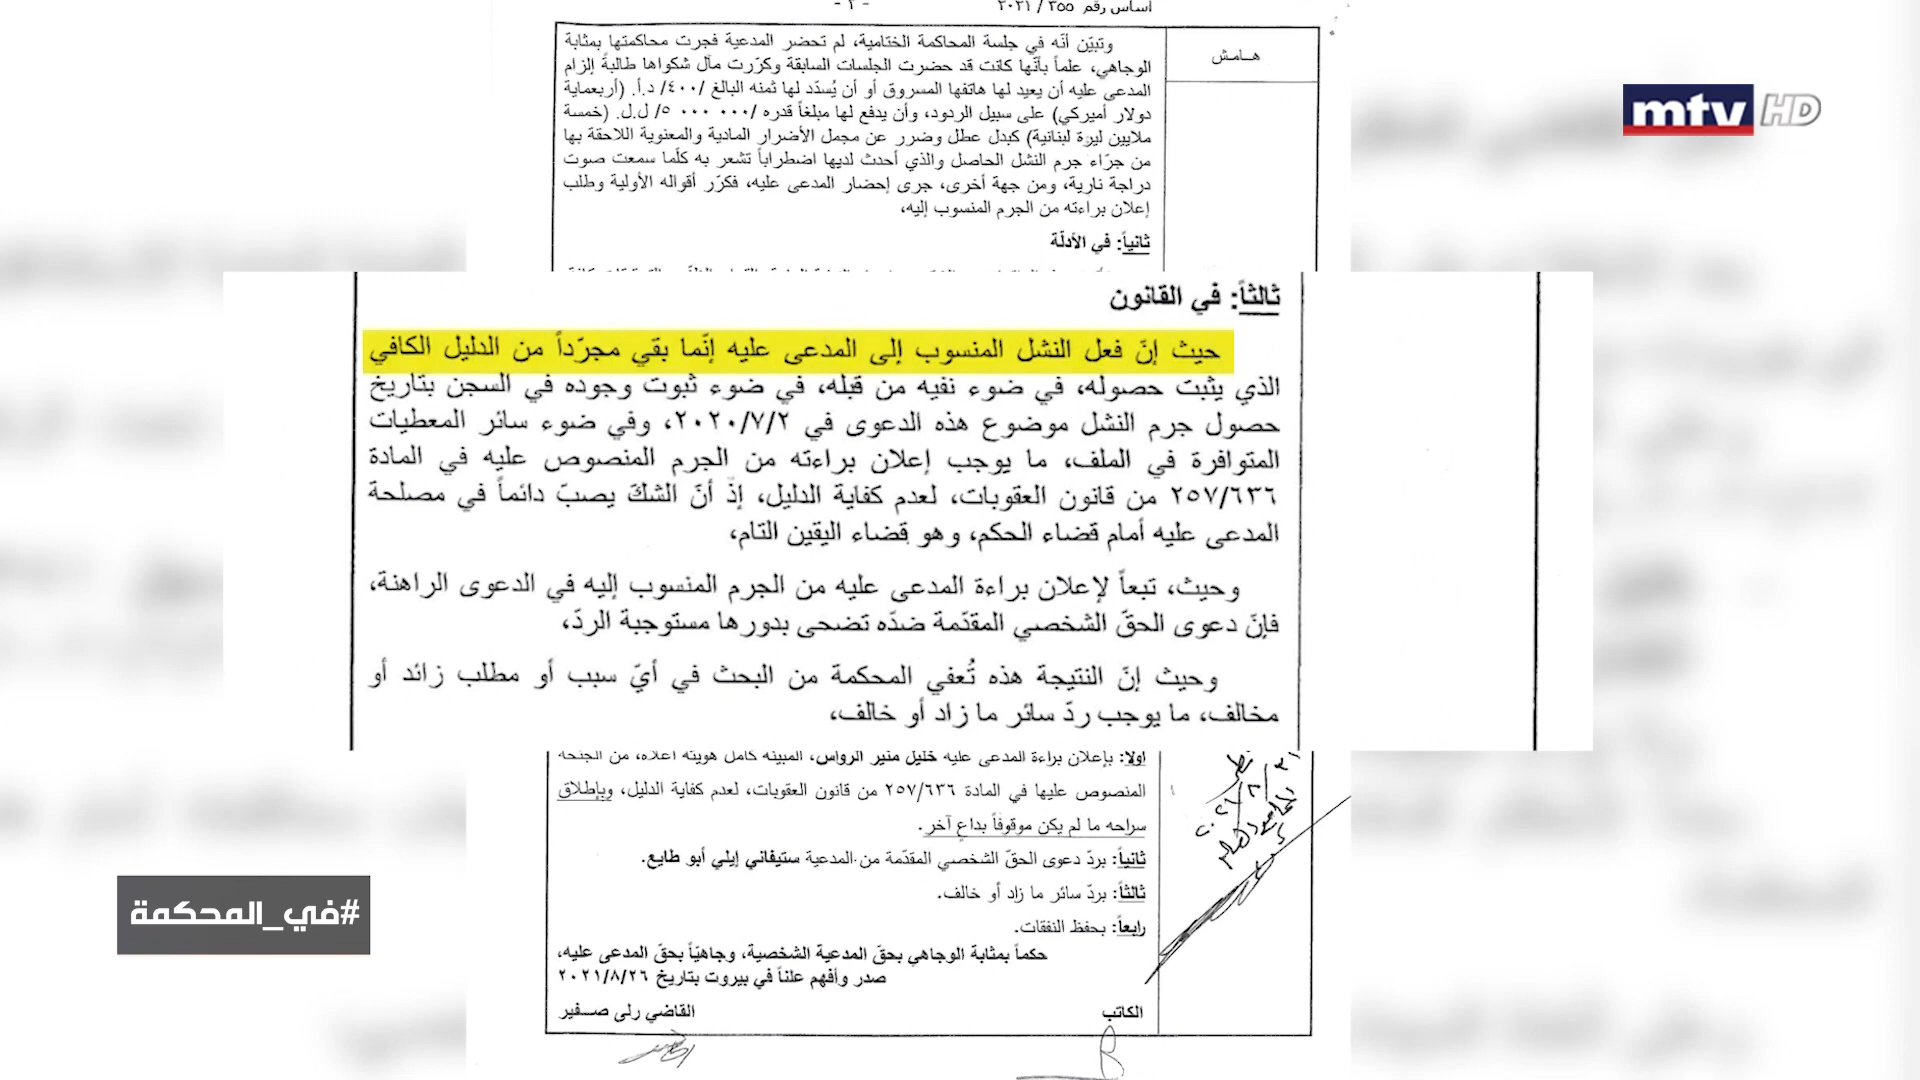 أساس رقم ٣٥٥ / ٢٠٢١
- ٢ -
هـامـش
وتبيّن أنّه في جلسة المحاكمة الختامية، لم تحضر المدعية فجرت محاكمتها بمثابة
الوجاهي، علماً بأنّها كانت قد حضرت الجلسات السابقة وكرّرت مآل شكواها طالبةً إلزام
المدعى عليه أن يعيد لها هاتفها المسروق أو أن يُسدّد لها ثمنه البالغ /٤٠٠/ د.أ. (أربعماية
دولار أميركي) على سبيل الردود، وأن يدفع لها مبلغاً قدره /٥ ٠٠٠ ٠٠٠/ ل.ل. (خمسة
ملايين ليرة لبنانية) كبدل عطل وضرر عن مجمل الأضرار المادية والمعنوية اللاحقة بها
من جرّاء جرم النشل الحاصل والذي أحدث لديها اضطراباً تشعر به كلّما سمعت صوت
دراجة نارية، ومن جهة أخرى، جرى إحضار المدعى عليه، فكرّر أقواله الأولية وطلب
إعلان براءته من الجرم المنسوب إليه،
ثانياً: في الأدلّة
ثالثاً: في القانون
حيث إنّ فعل النشل المنسوب إلى المدعى عليه إنّما بقي مجرّداً من الدليل الكافي
الذي يثبت حصوله، في ضوء نفيه من قبله، في ضوء ثبوت وجوده في السجن بتاريخ
حصول جرم النشل موضوع هذه الدعوى في ٢٠٢٠/٧/٢، وفي ضوء سائر المعطيات
المتوافرة في الملف، ما يوجب إعلان براءته من الجرم المنصوص عليه في المادة
٢٥٧/٦٣٦ من قانون العقوبات، لعدم كفاية الدليل، إذ أنّ الشكّ يصبّ دائماً في مصلحة
المدعى عليه أمام قضاء الحكم، وهو قضاء اليقين التام،
وحيث، تبعاً لإعلان براءة المدعى عليه من الجرم المنسوب إليه في الدعوى الراهنة،
فإنّ دعوى الحقّ الشخصي المقدّمة ضدّه تضحى بدورها مستوجبة الردّ،
وحيث إنّ النتيجة هذه تُعفي المحكمة من البحث في أيّ سبب أو مطلب زائد أو
مخالف، ما يوجب ردّ سائر ما زاد أو خالف،
أولاً: بإعلان براءة المدعى عليه خليل منير الرواس، المبينة كامل هويته أعلاه، من الجنحة
المنصوص عليها في المادة ٢٥٧/٦٣٦ من قانون العقوبات، لعدم كفاية الدليل، وبإطلاق
سراحه ما لم يكن موقوفاً بداعٍ آخر.
ثانياً: بردّ دعوى الحقّ الشخصي المقدّمة من المدعية ستيفاني إيلي أبو طايع.
ثالثاً: بردّ سائر ما زاد أو خالف.
رابعاً: بحفظ النفقات.
حكماً بمثابة الوجاهي بحقّ المدعية الشخصية، وجاهيّاً بحقّ المدعى عليه،
صدر وأفهم علناً في بيروت بتاريخ ٢٠٢١/٨/٢٦
الكاتب
القاضي رلى صفير
mtv HD
#في_المحكمة